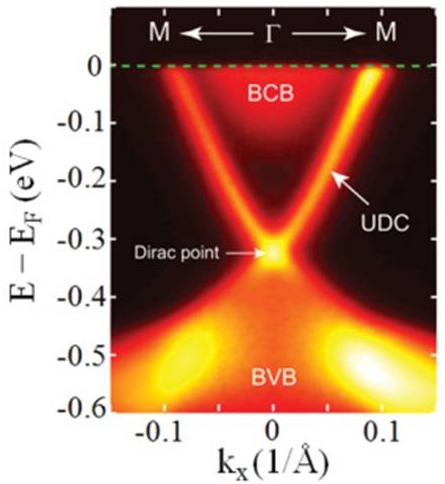 M Γ M
0
BCB
-0.1
-0.2
UDC
-0.3
Dirac point
-0.4
-0.5
BVB
-0.6
E − E_F (eV)
-0.1 0 0.1
k_x (1/Å)